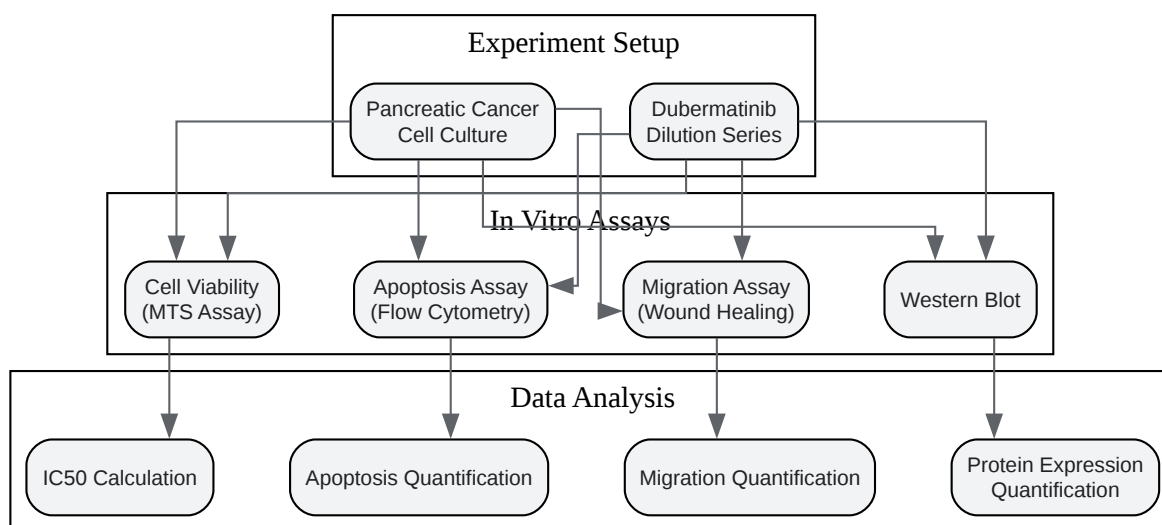 Experiment Setup
Pancreatic Cancer
Cell Culture
Dubermatinib
Dilution Series
In Vitro Assays
Cell Viability
(MTS Assay)
Apoptosis Assay
(Flow Cytometry)
Migration Assay
(Wound Healing)
Western Blot
Data Analysis
IC50 Calculation
Apoptosis Quantification
Migration Quantification
Protein Expression
Quantification